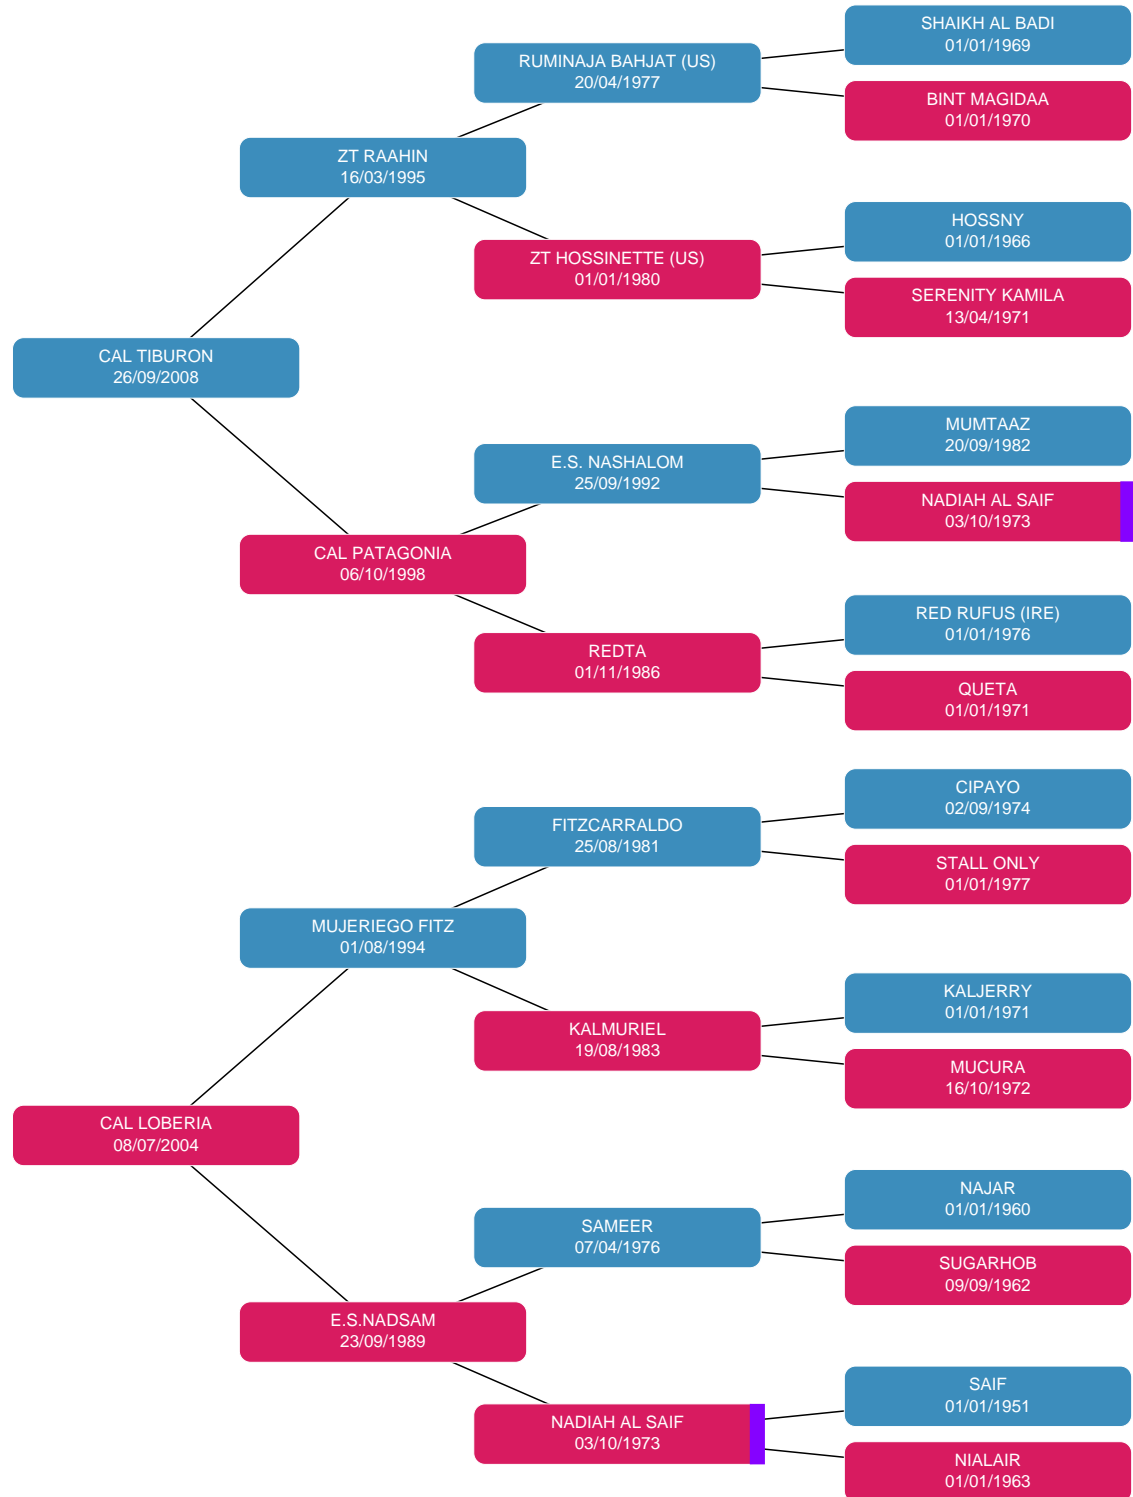 SHAIKH AL BADI
01/01/1969
RUMINAJA BAHJAT (US)
20/04/1977
BINT MAGIDAA
01/01/1970
ZT RAAHIN
16/03/1995
HOSSNY
01/01/1966
ZT HOSSINETTE (US)
01/01/1980
SERENITY KAMILA
13/04/1971
CAL TIBURON
26/09/2008
MUMTAAZ
20/09/1982
E.S. NASHALOM
25/09/1992
NADIAH AL SAIF
03/10/1973
CAL PATAGONIA
06/10/1998
RED RUFUS (IRE)
01/01/1976
REDTA
01/11/1986
QUETA
01/01/1971
CIPAYO
02/09/1974
FITZCARRALDO
25/08/1981
STALL ONLY
01/01/1977
MUJERIEGO FITZ
01/08/1994
KALJERRY
01/01/1971
KALMURIEL
19/08/1983
MUCURA
16/10/1972
CAL LOBERIA
08/07/2004
NAJAR
01/01/1960
SAMEER
07/04/1976
SUGARHOB
09/09/1962
E.S.NADSAM
23/09/1989
SAIF
01/01/1951
NADIAH AL SAIF
03/10/1973
NIALAIR
01/01/1963